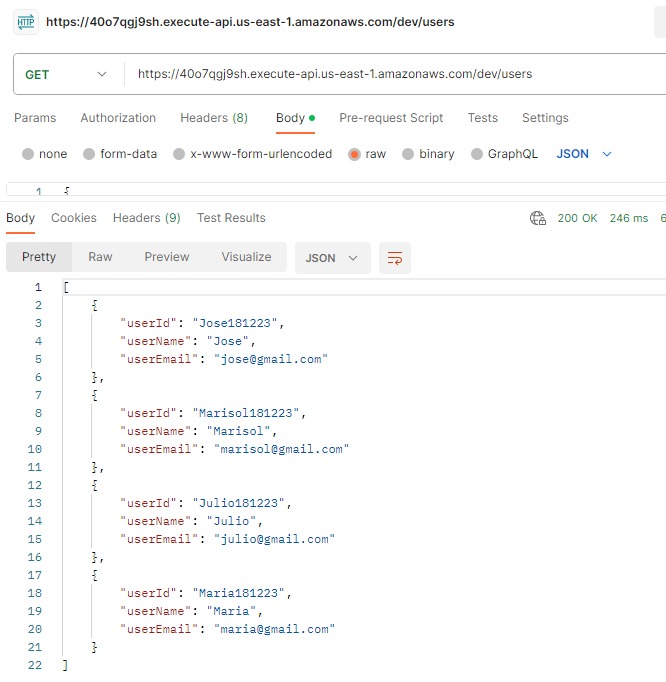 HTTP https://40o7qgj9sh.execute-api.us-east-1.amazonaws.com/dev/users
GET https://40o7qgj9sh.execute-api.us-east-1.amazonaws.com/dev/users
Params Authorization Headers (8) Body Pre-request Script Tests Settings
none form-data x-www-form-urlencoded raw binary GraphQL JSON
1 {
Body Cookies Headers (9) Test Results 200 OK 246 ms 6
Pretty Raw Preview Visualize JSON
1 [
2 {
3 "userId": "Jose181223",
4 "userName": "Jose",
5 "userEmail": "jose@gmail.com"
6 },
7 {
8 "userId": "Marisol181223",
9 "userName": "Marisol",
10 "userEmail": "marisol@gmail.com"
11 },
12 {
13 "userId": "Julio181223",
14 "userName": "Julio",
15 "userEmail": "julio@gmail.com"
16 },
17 {
18 "userId": "Maria181223",
19 "userName": "Maria",
20 "userEmail": "maria@gmail.com"
21 }
22 ]